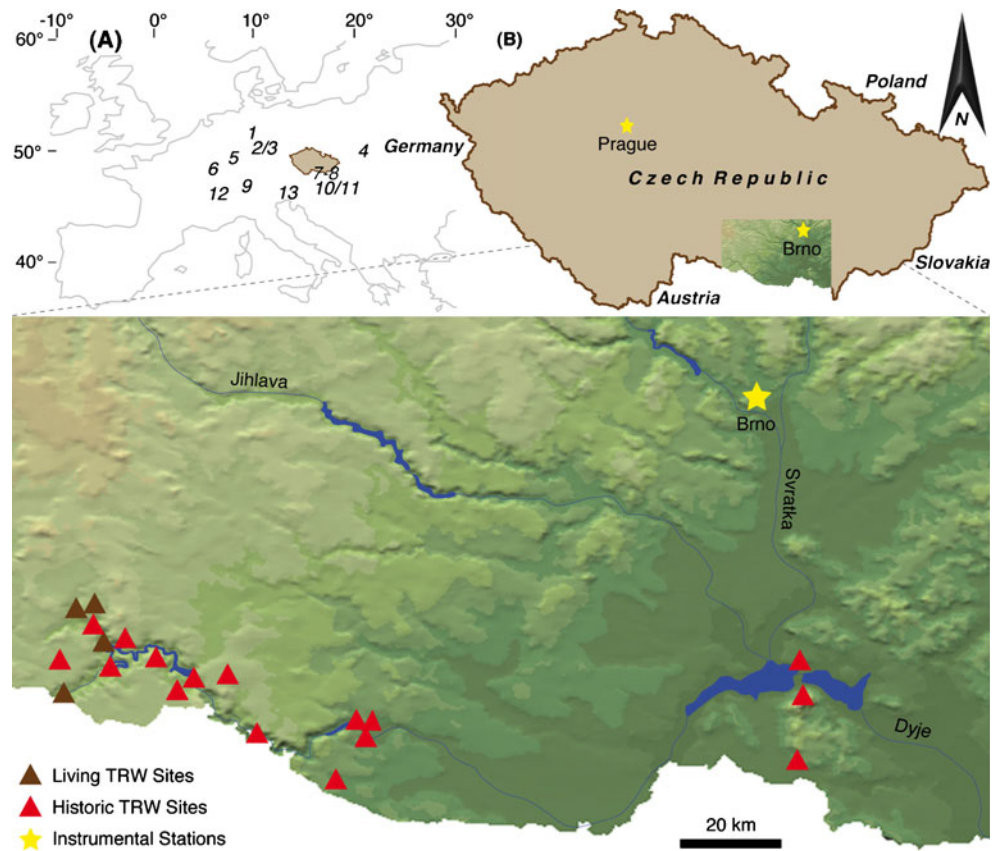 -10° 0° 10° 20° 30°
60°
(A)
50°
40°
1
2/3
4
5
6
7-8
9
10/11
12
13
(B)
Poland
N
Germany
Prague
Czech Republic
Brno
Slovakia
Austria
Jihlava
Brno
Svratka
Dyje
Living TRW Sites
Historic TRW Sites
Instrumental Stations
20 km